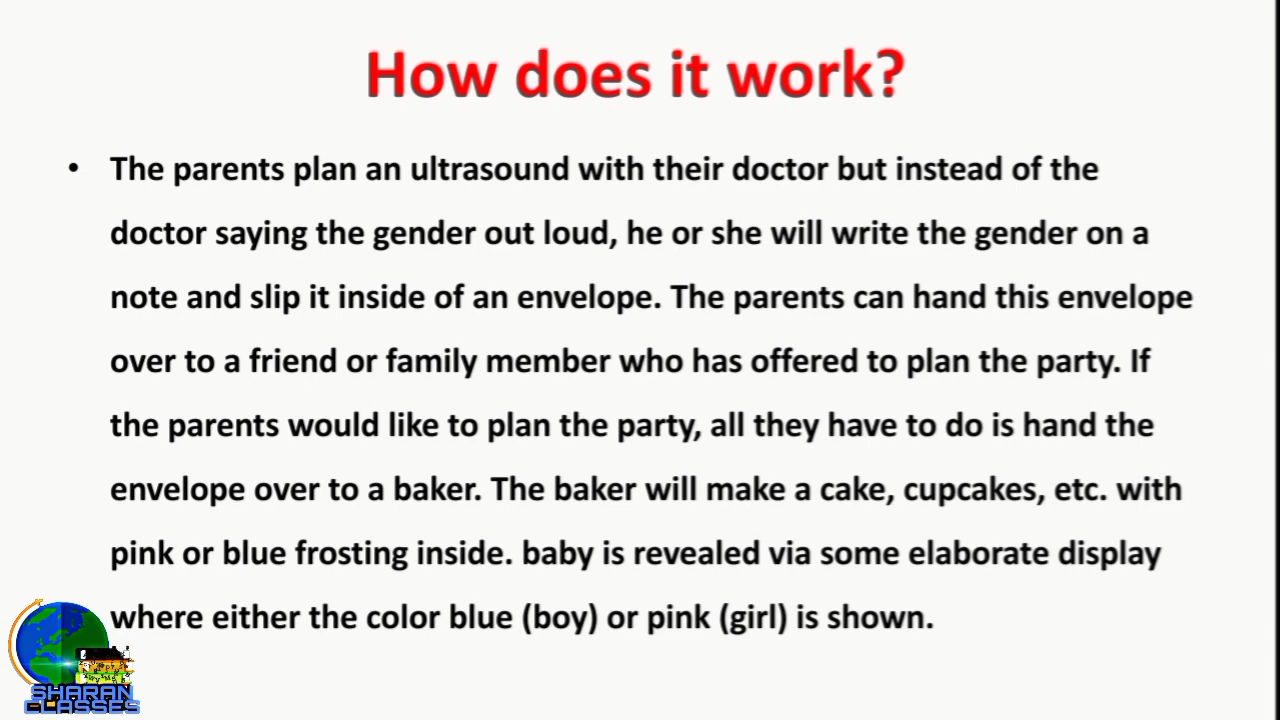 How does it work?
• The parents plan an ultrasound with their doctor but instead of the
doctor saying the gender out loud, he or she will write the gender on a
note and slip it inside of an envelope. The parents can hand this envelope
over to a friend or family member who has offered to plan the party. If
the parents would like to plan the party, all they have to do is hand the
envelope over to a baker. The baker will make a cake, cupcakes, etc. with
pink or blue frosting inside. baby is revealed via some elaborate display
where either the color blue (boy) or pink (girl) is shown.
SHARAN
CLASSES